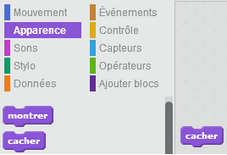 Mouvement Événements
Apparence Contrôle
Sons Capteurs
Stylo Opérateurs
Données Ajouter blocs
montrer
cacher
cacher